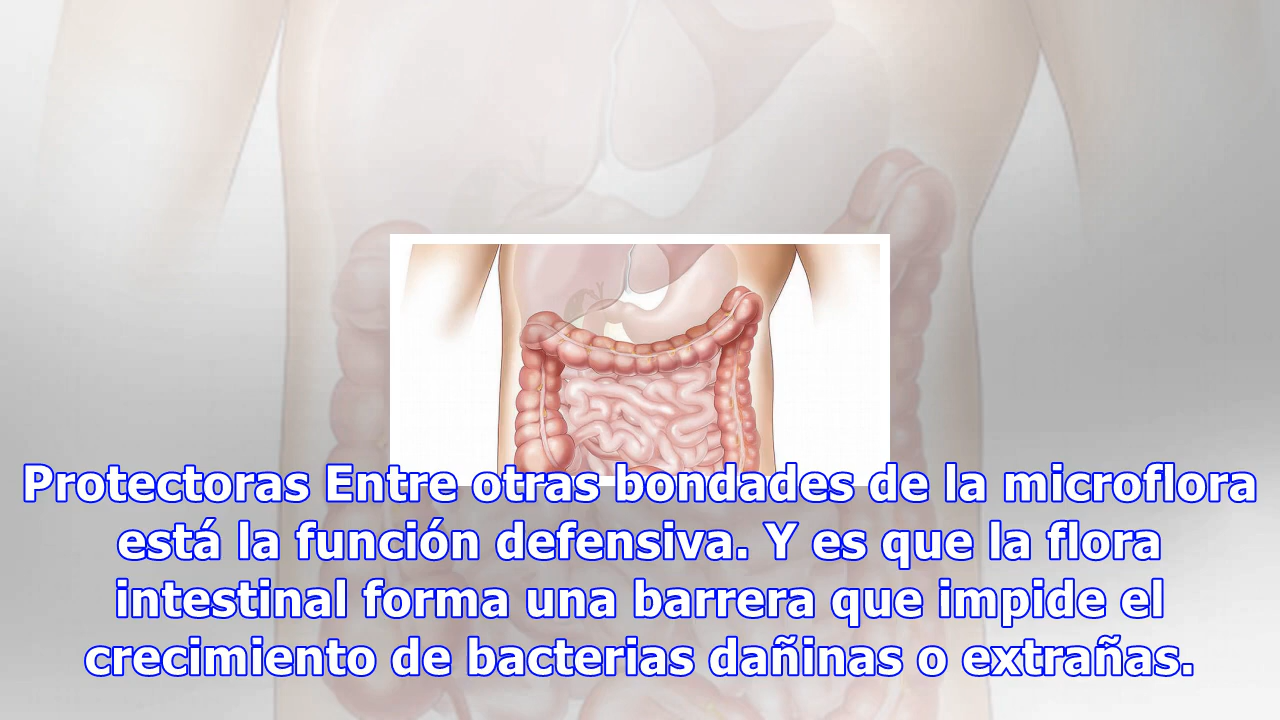 Protectoras Entre otras bondades de la microflora
está la función defensiva. Y es que la flora
intestinal forma una barrera que impide el
crecimiento de bacterias dañinas o extrañas.